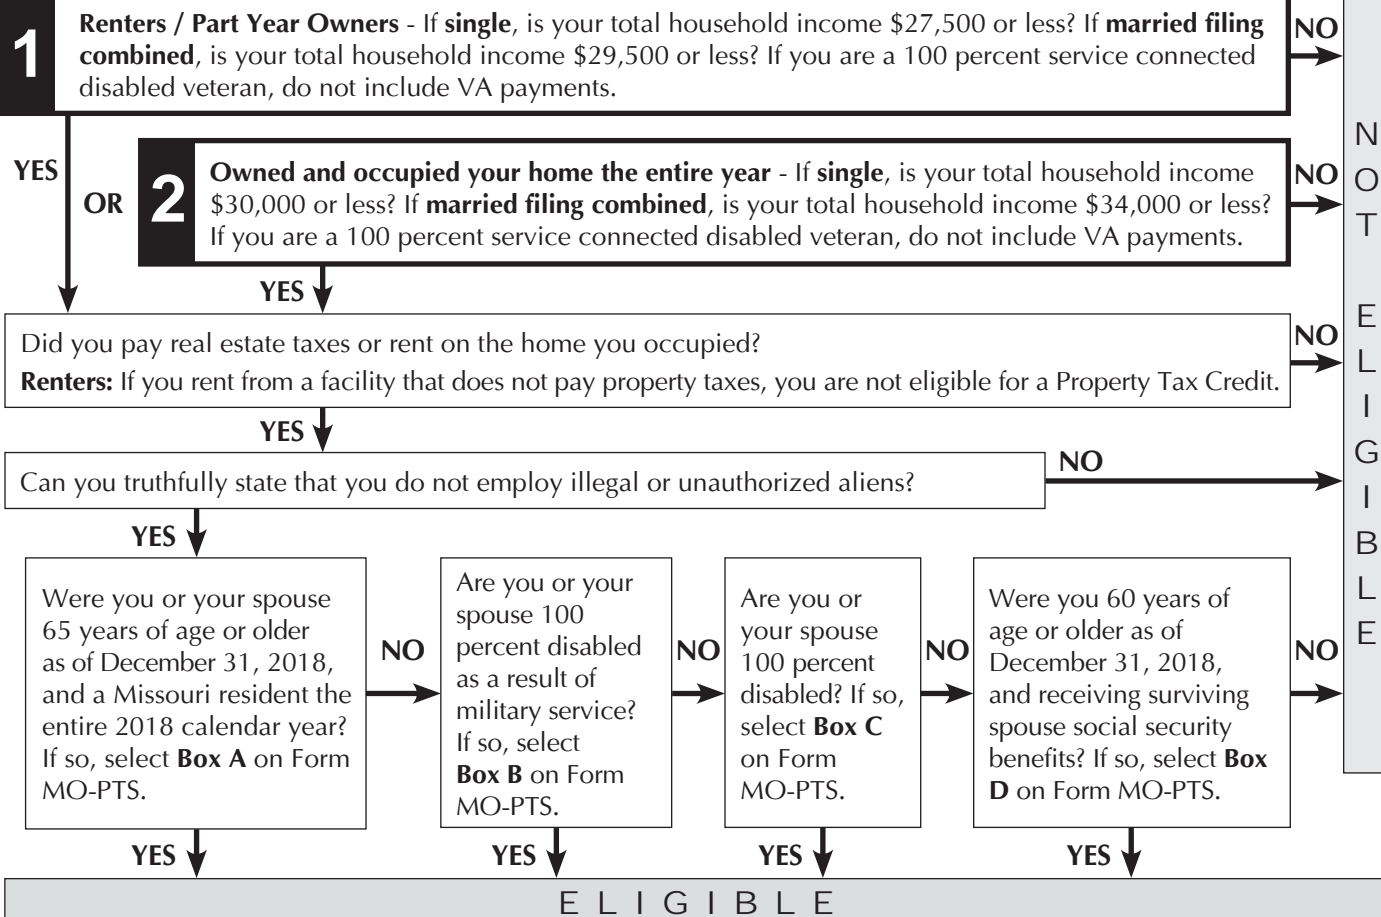 1
Renters / Part Year Owners - If single, is your total household income $27,500 or less? If married filing
combined, is your total household income $29,500 or less? If you are a 100 percent service connected
disabled veteran, do not include VA payments.
NO
YES
OR
2
Owned and occupied your home the entire year - If single, is your total household income
$30,000 or less? If married filing combined, is your total household income $34,000 or less?
If you are a 100 percent service connected disabled veteran, do not include VA payments.
NO
YES
Did you pay real estate taxes or rent on the home you occupied?
Renters: If you rent from a facility that does not pay property taxes, you are not eligible for a Property Tax Credit.
NO
YES
Can you truthfully state that you do not employ illegal or unauthorized aliens?
NO
YES
Were you or your spouse
65 years of age or older
as of December 31, 2018,
and a Missouri resident the
entire 2018 calendar year?
If so, select Box A on Form
MO-PTS.
NO
Are you or your
spouse 100
percent disabled
as a result of
military service?
If so, select
Box B on Form
MO-PTS.
NO
Are you or
your spouse
100 percent
disabled? If so,
select Box C
on Form
MO-PTS.
NO
Were you 60 years of
age or older as of
December 31, 2018,
and receiving surviving
spouse social security
benefits? If so, select Box
D on Form MO-PTS.
NO
YES
YES
YES
YES
NOT ELIGIBLE
ELIGIBLE